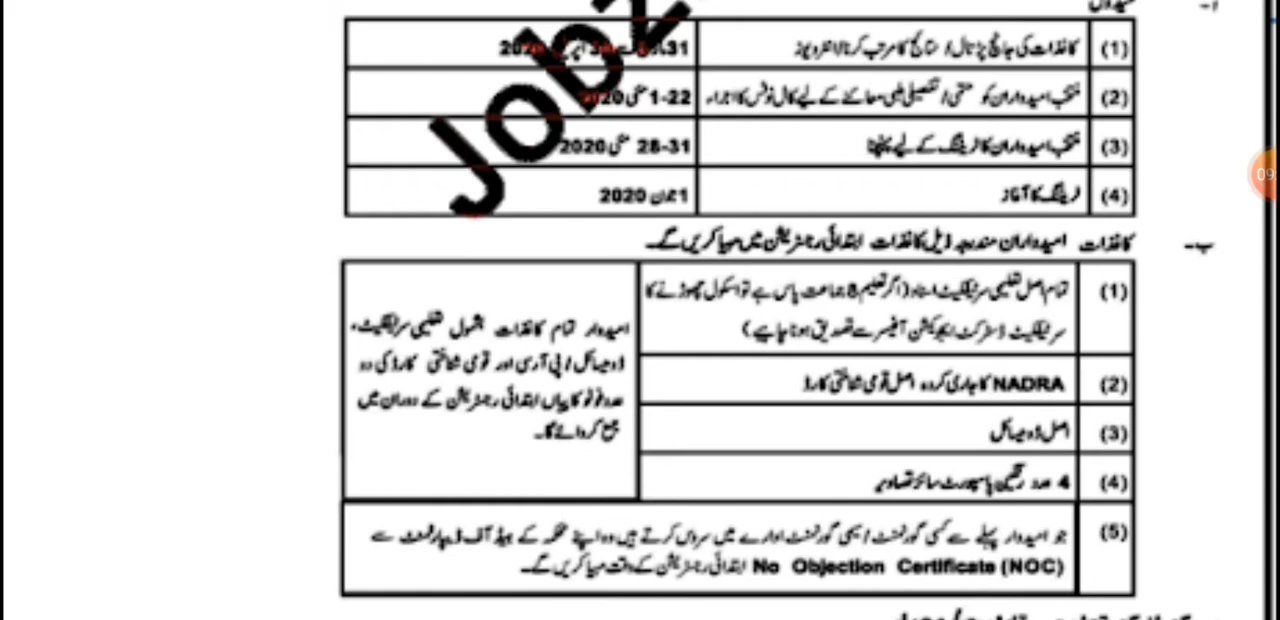 (1) کاغذات کی جانچ پڑتال/ نتائج کا مرتب کرنا/انٹرویوز
(2) منتخب امیدواران کو حتمی/ تفصیلی طبی معائنے کے لیے کال نوٹس کا اجراء 1-22 مئی 2020
(3) منتخب امیدواران کا ٹریننگ کے لیے پہنچنا 28-31 مئی 2020
(4) ٹریننگ کا آغاز 1 جون 2020
Jobz
ب۔ کاغذات امیدواران مندرجہ ذیل کاغذات ابتدائی رجسٹریشن میں مہیا کریں گے۔
(1) تمام اصل تعلیمی سرٹیفکیٹ/اسناد (اگر تعلیم 8 جماعت پاس ہے تو اسکول چھوڑنے کا
سرٹیفکیٹ ڈسٹرکٹ ایجوکیشن آفیسر سے تصدیق ہونا چاہیے)
(2) NADRA کا جاری کردہ اصل قومی شناختی کارڈ
(3) اصل ڈومیسائل
(4) 4 عدد رنگین پاسپورٹ سائز تصاویر
امیدوار تمام کاغذات بشمول تعلیمی سرٹیفکیٹ،
ڈومیسائل/پی آر سی اور قومی شناختی کارڈ کی دو
عدد فوٹو کاپیاں ابتدائی رجسٹریشن کے دوران میں
جمع کروائے گا۔
(5) جو امیدوار پہلے سے کسی گورنمنٹ/سیمی گورنمنٹ ادارے میں سروس کرتے ہیں وہ اپنے محکمہ کے ہیڈ آف ڈیپارٹمنٹ سے
No Objection Certificate (NOC) ابتدائی رجسٹریشن کے وقت مہیا کریں گے۔